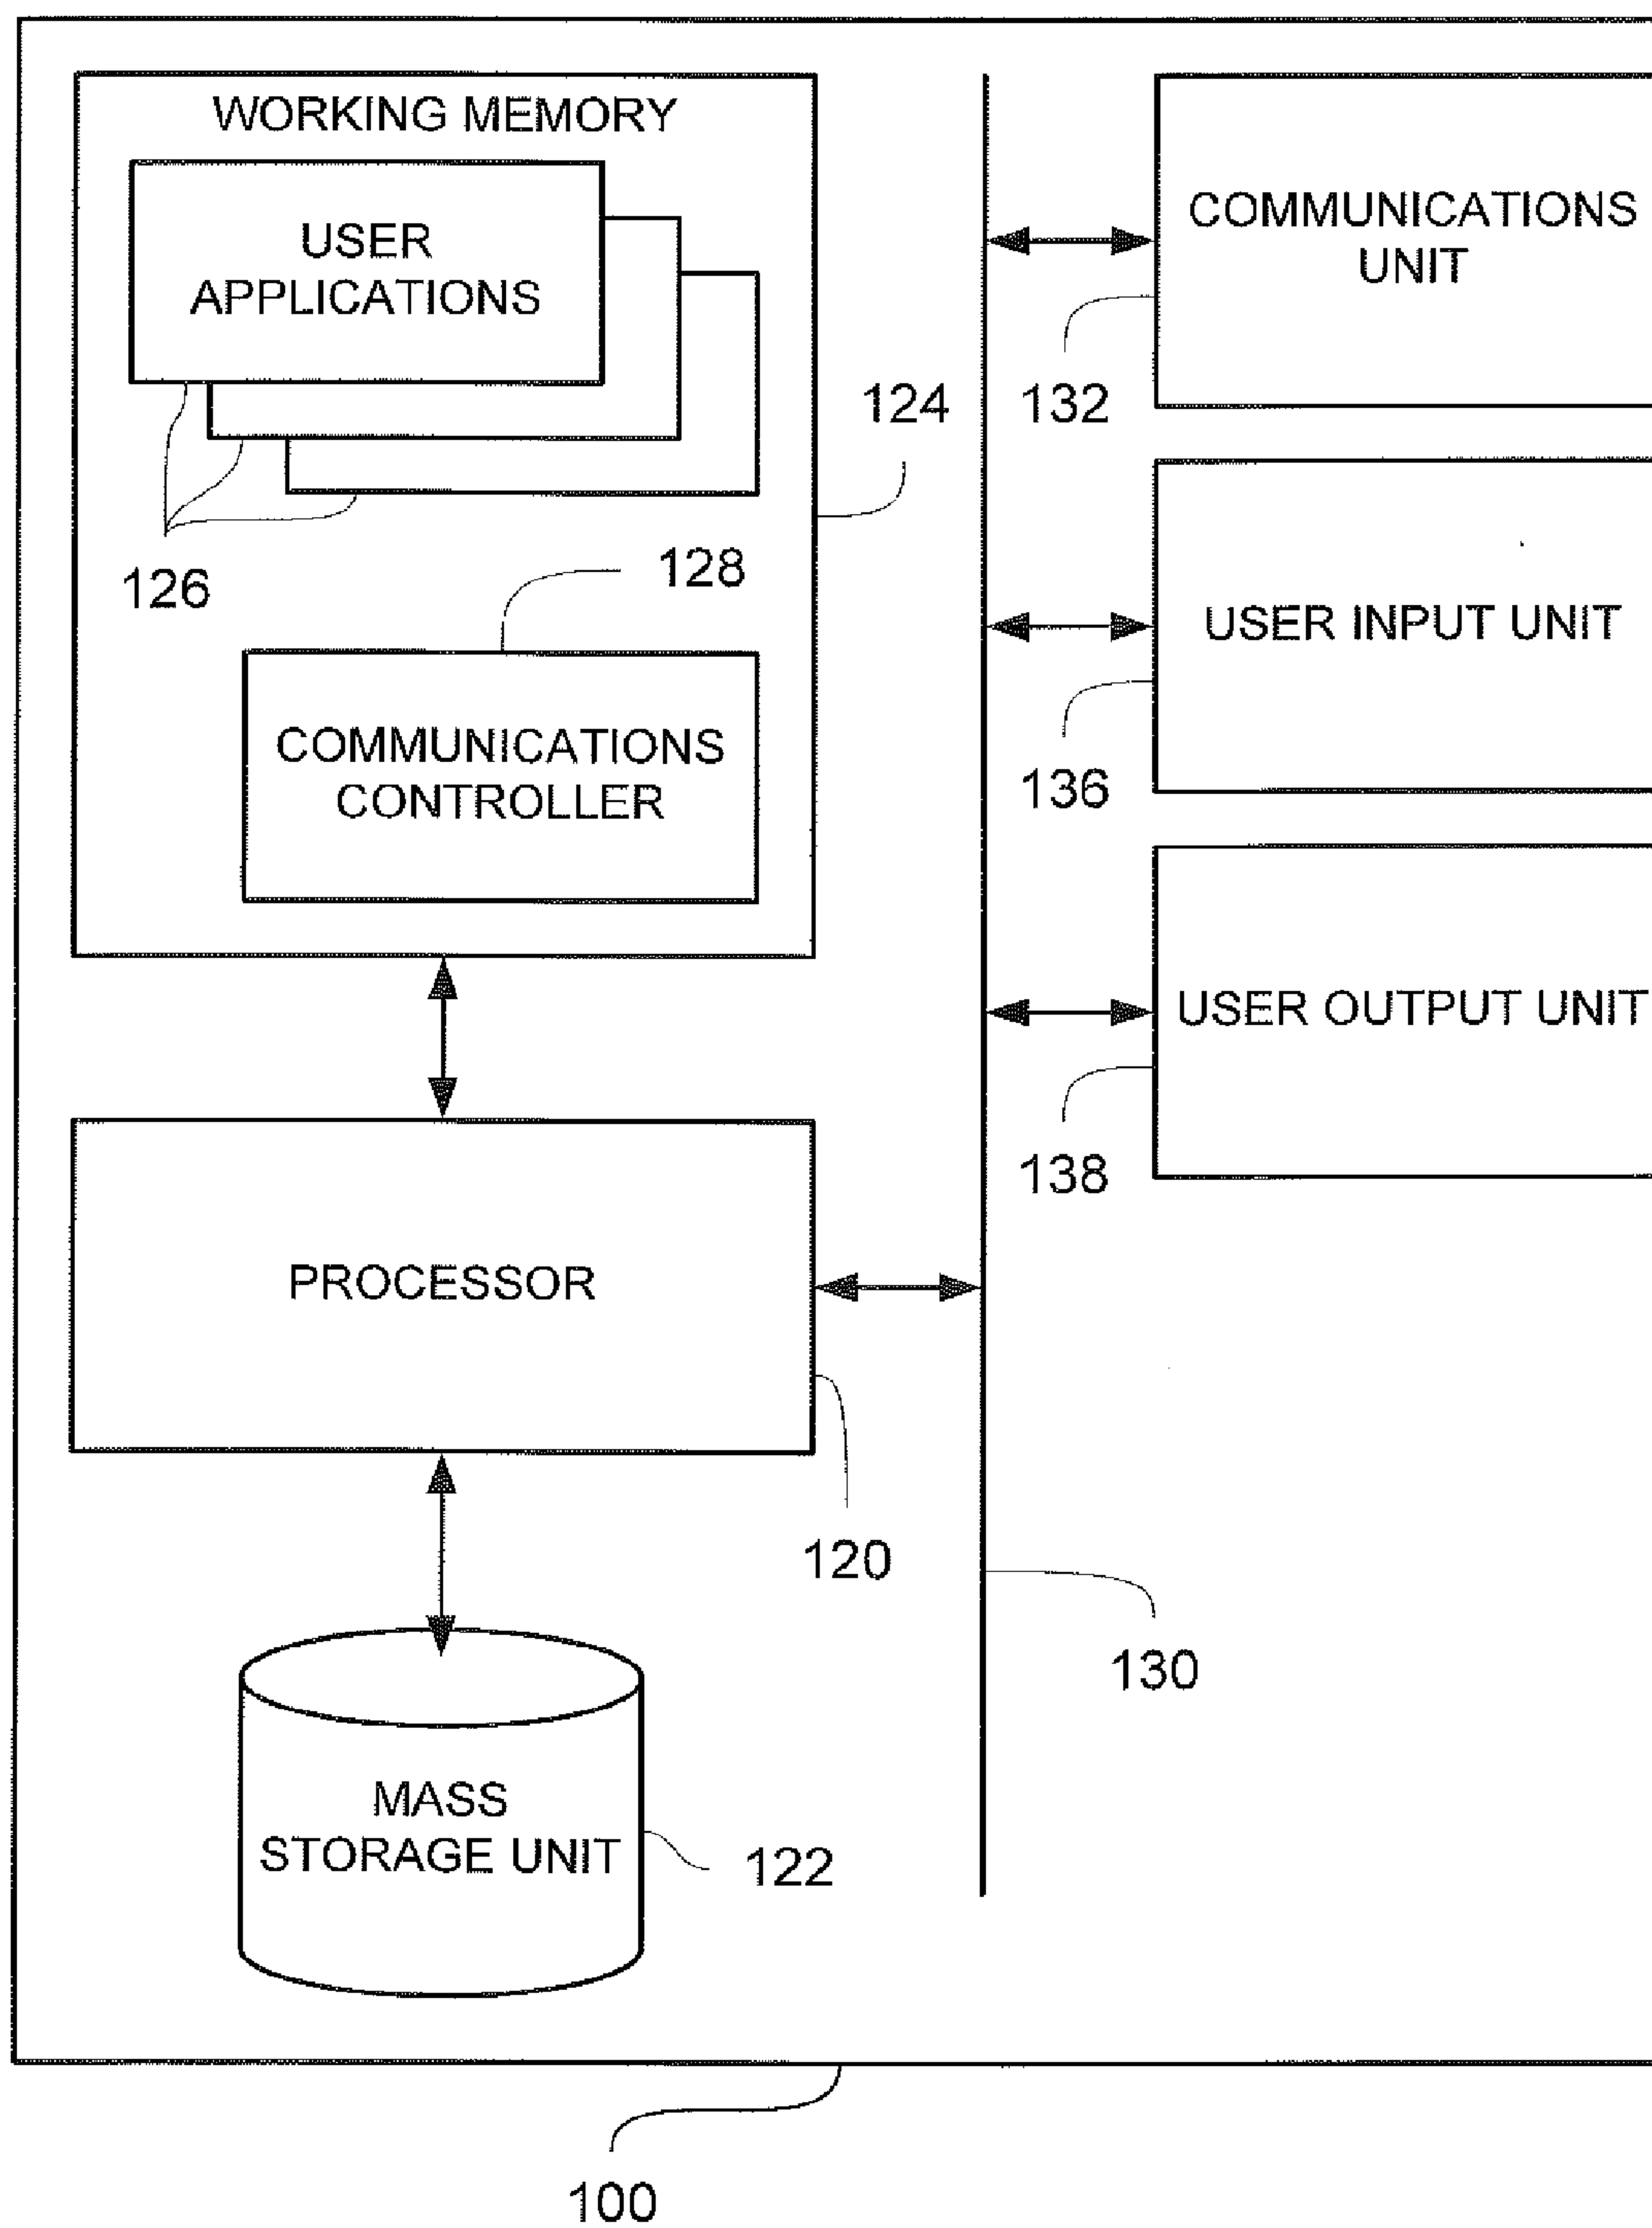 WORKING MEMORY
USER
APPLICATIONS
126
128
124
COMMUNICATIONS
CONTROLLER
COMMUNICATIONS
UNIT
132
USER INPUT UNIT
136
USER OUTPUT UNIT
138
PROCESSOR
120
130
MASS
STORAGE UNIT
122
100